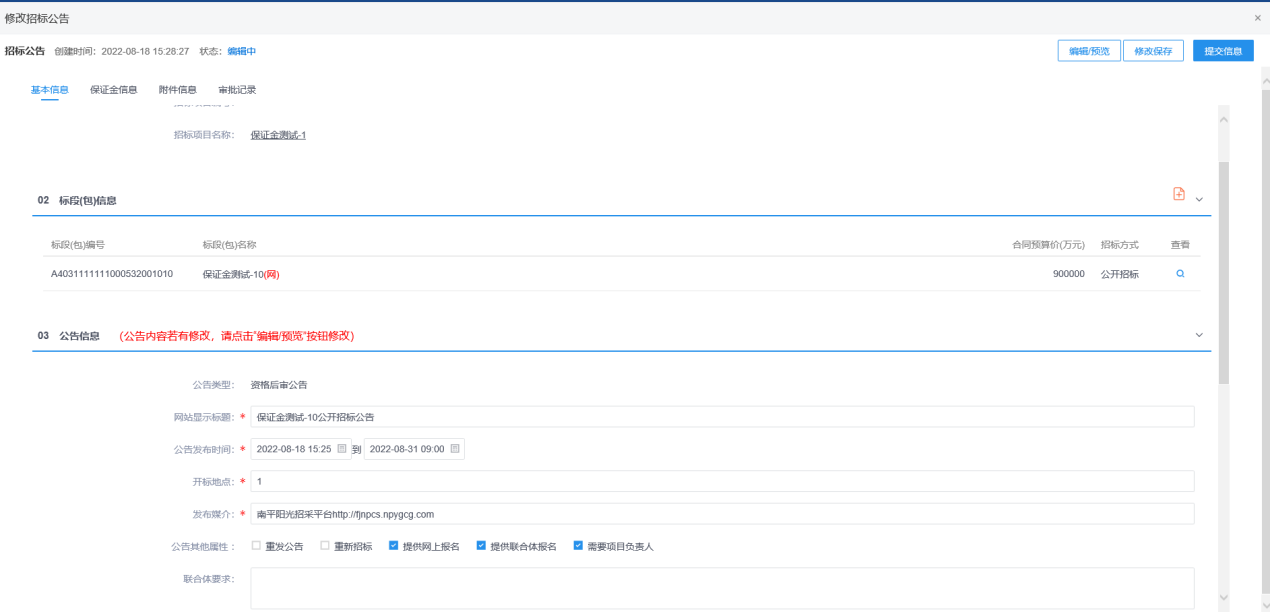 修改招标公告 ×
招标公告 创建时间：2022-08-18 15:28:27 状态：编辑中 编辑/预览 修改保存 提交信息
基本信息 保证金信息 附件信息 审批记录
招标项目名称： 保证金测试-1
02 标段(包)信息
标段(包)编号 标段(包)名称 合同预算价(万元) 招标方式 查看
A4031111111000532001010 保证金测试-10(网) 900000 公开招标
03 公告信息 （公告内容若有修改，请点击"编辑/预览"按钮修改）
公告类型： 资格后审公告
网站显示标题： * 保证金测试-10公开招标公告
公告发布时间： * 2022-08-18 15:25 到 2022-08-31 09:00
开标地点： * 1
发布媒介： * 南平阳光招采平台http://fjnpcs.npygcg.com
公告其他属性： 重发公告 重新招标 提供网上报名 提供联合体报名 需要项目负责人
联合体要求：